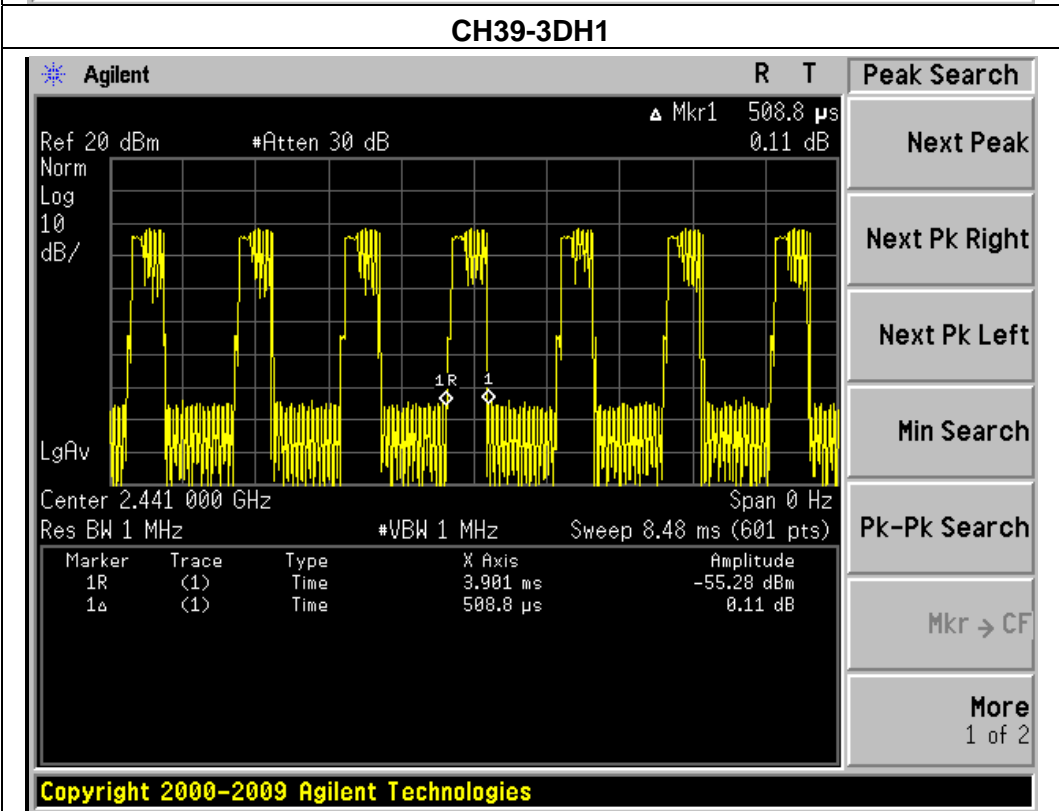 CH39-3DH1
Agilent R T Peak Search
Δ Mkr1 508.8 µs
Ref 20 dBm #Atten 30 dB 0.11 dB
Norm
Log
10
dB/
1R 1
LgAv
Center 2.441 000 GHz Span 0 Hz
Res BW 1 MHz #VBW 1 MHz Sweep 8.48 ms (601 pts)
Marker Trace Type X Axis Amplitude
1R (1) Time 3.901 ms -55.28 dBm
1Δ (1) Time 508.8 µs 0.11 dB
Next Peak
Next Pk Right
Next Pk Left
Min Search
Pk-Pk Search
Mkr → CF
More
1 of 2
Copyright 2000-2009 Agilent Technologies